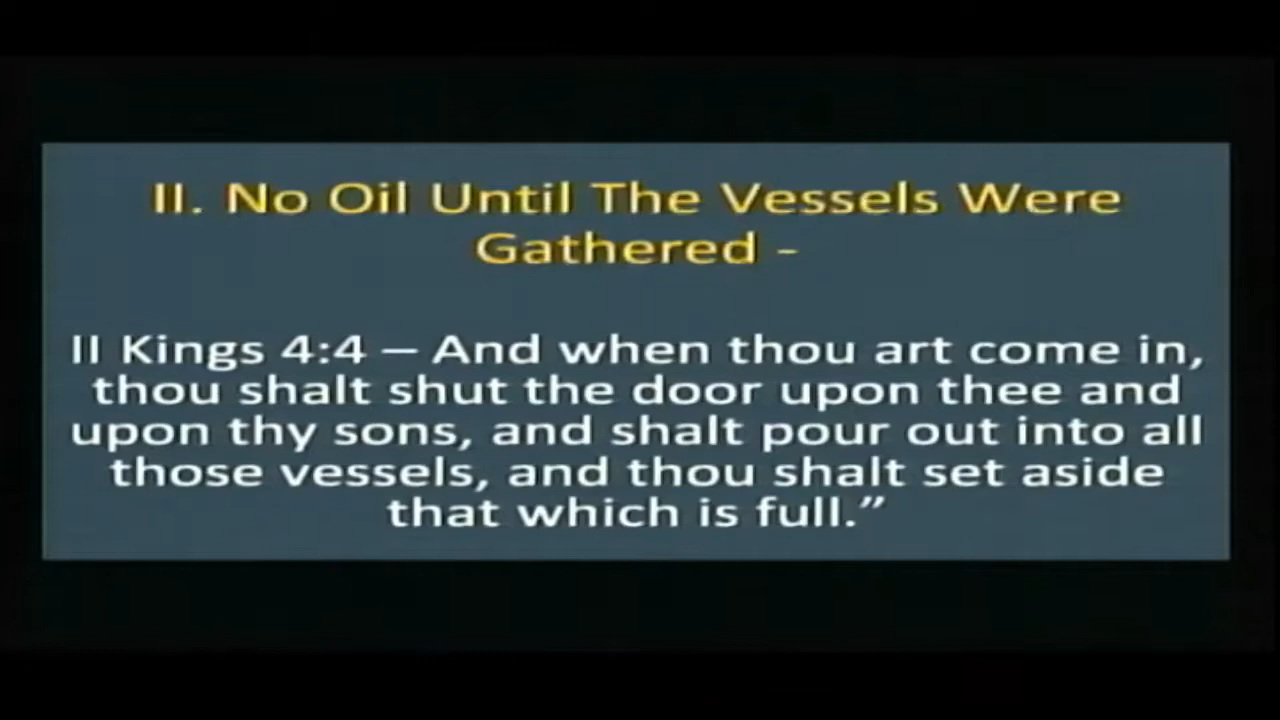 II. No Oil Until The Vessels Were
Gathered -
II Kings 4:4 – And when thou art come in,
thou shalt shut the door upon thee and
upon thy sons, and shalt pour out into all
those vessels, and thou shalt set aside
that which is full.”